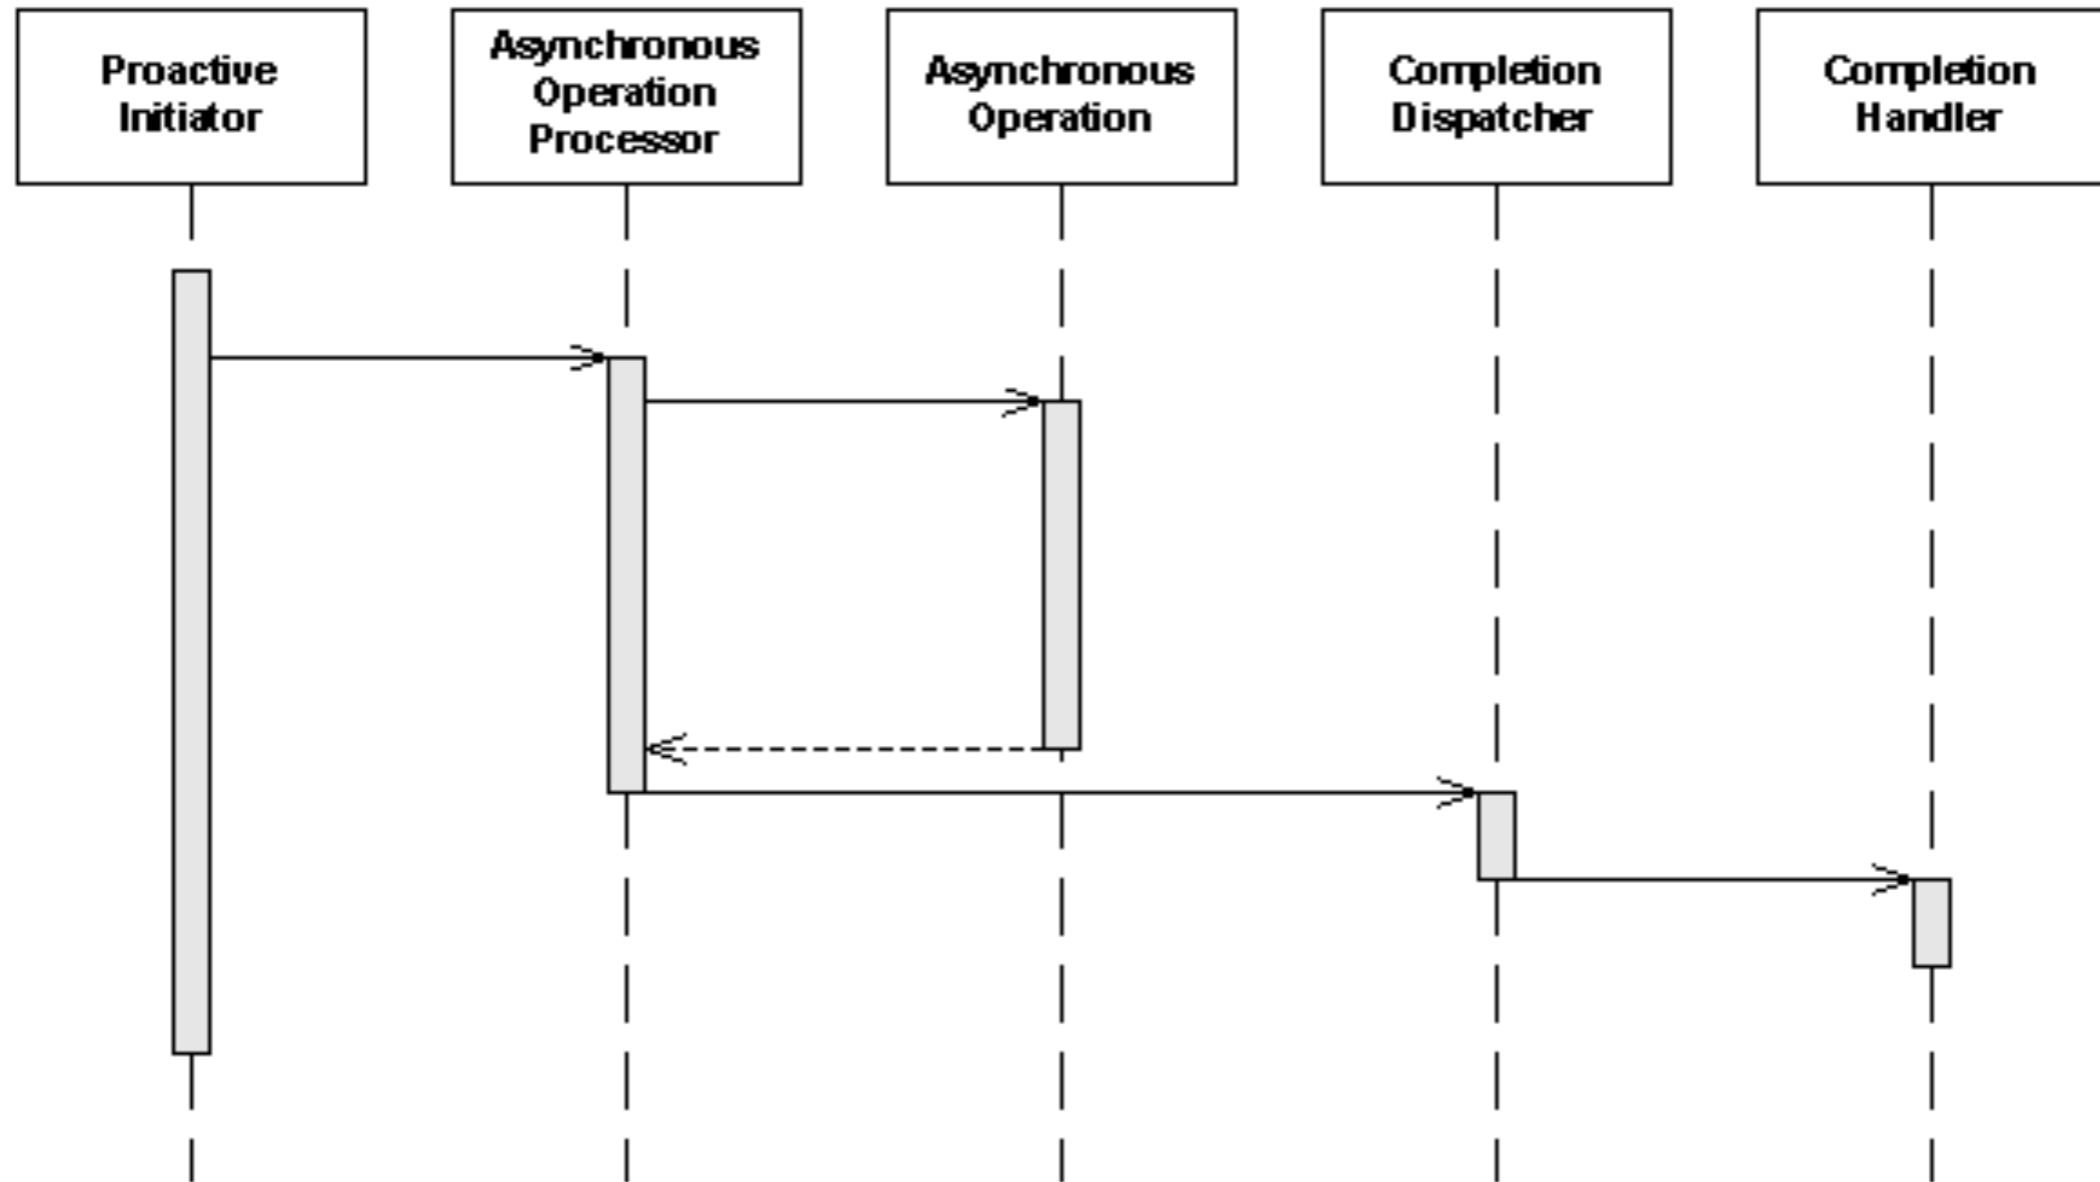 Proactive
Initiator
Asynchronous
Operation
Processor
Asynchronous
Operation
Completion
Dispatcher
Completion
Handler